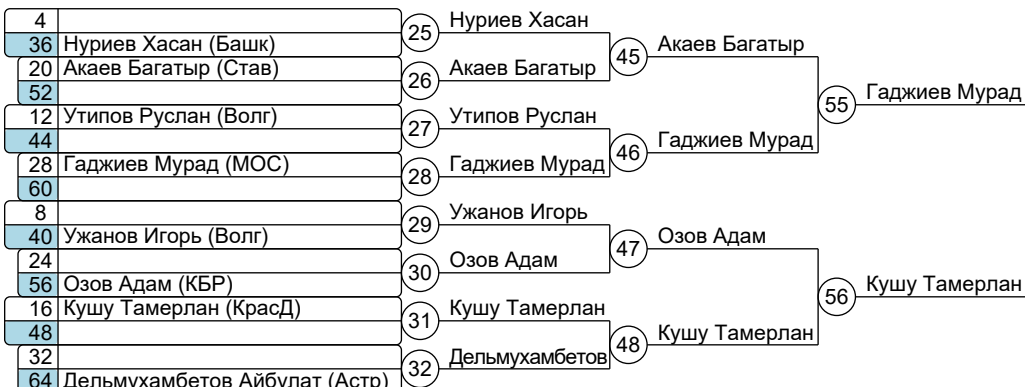 4
25 Нуриев Хасан
36 Нуриев Хасан (Башк)
45 Акаев Багатыр
20 Акаев Багатыр (Став)
26 Акаев Багатыр
52
55 Гаджиев Мурад
12 Утипов Руслан (Волг)
27 Утипов Руслан
44
46 Гаджиев Мурад
28 Гаджиев Мурад (МОС)
28 Гаджиев Мурад
60
8
29 Ужанов Игорь
40 Ужанов Игорь (Волг)
47 Озов Адам
24
30 Озов Адам
56 Озов Адам (КБР)
56 Кушу Тамерлан
16 Кушу Тамерлан (КрасД)
31 Кушу Тамерлан
48
48 Кушу Тамерлан
32
32 Дельмухамбетов
64 Дельмухамбетов Айбулат (Астр)